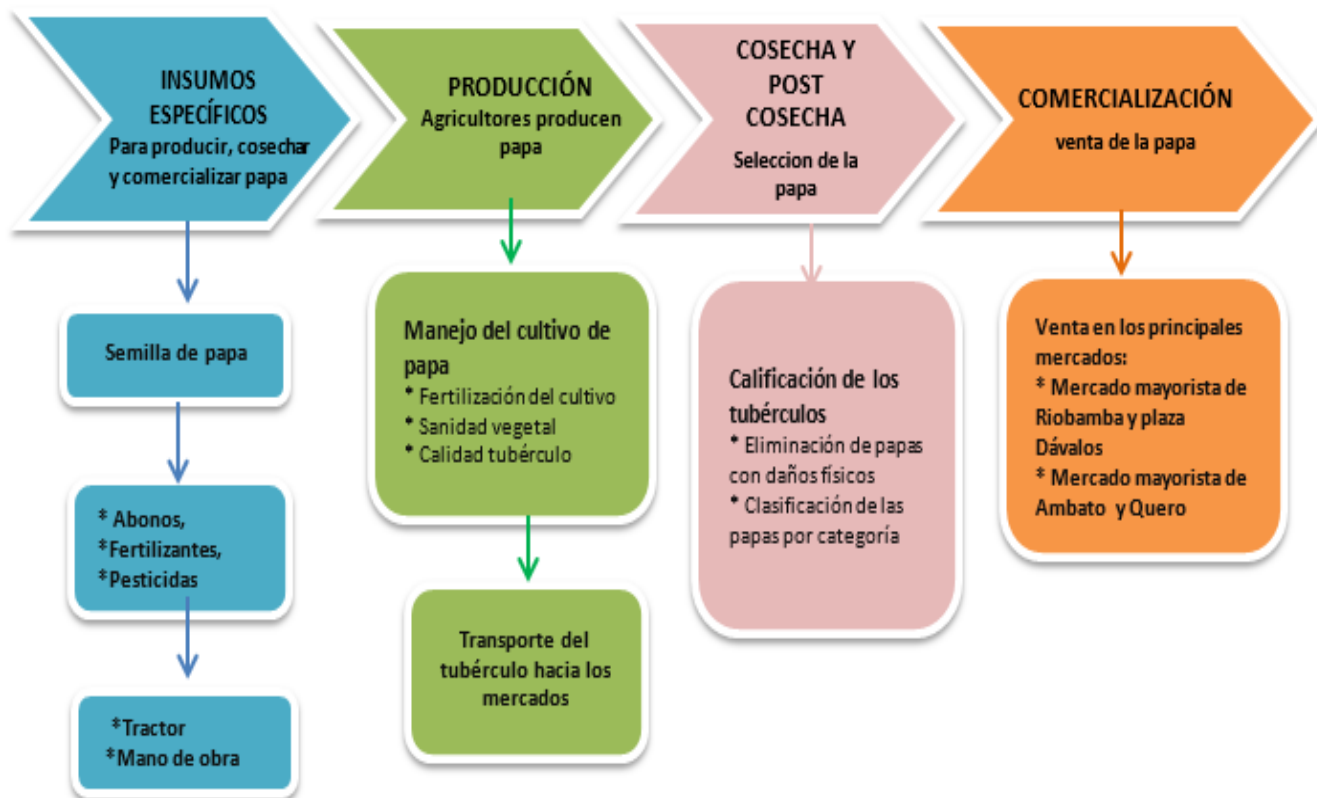 INSUMOS
ESPECÍFICOS
Para producir, cosechar
y comercializar papa
Semilla de papa
* Abonos,
*Fertilizantes,
*Pesticidas
*Tractor
*Mano de obra
PRODUCCIÓN
Agricultores producen
papa
Manejo del cultivo de
papa
* Fertilización del cultivo
* Sanidad vegetal
* Calidad tubérculo
Transporte del
tubérculo hacia los
mercados
COSECHA Y
POST
COSECHA
Seleccion de la
papa
Calificación de los
tubérculos
* Eliminación de papas
con daños físicos
* Clasificación de las
papas por categoría
COMERCIALIZACIÓN
venta de la papa
Venta en los principales
mercados:
* Mercado mayorista de
Riobamba y plaza
Dávalos
* Mercado mayorista de
Ambato y Quero